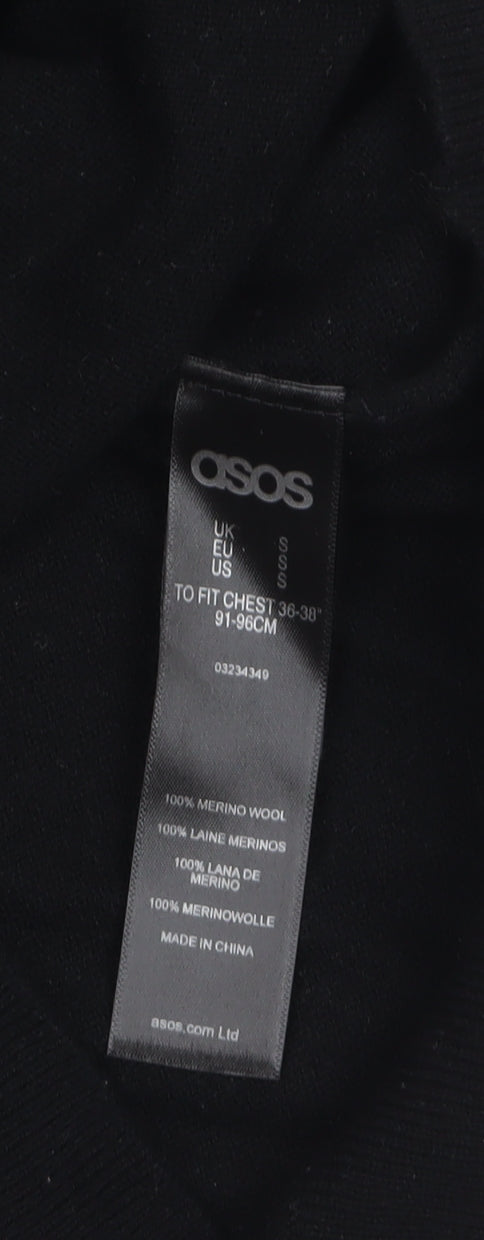 asos
UK S
EU S
US S
TO FIT CHEST 36-38"
91-96CM
03234349
100% MERINO WOOL
100% LAINE MERINOS
100% LANA DE
MERINO
100% MERINOWOLLE
MADE IN CHINA
asos.com Ltd